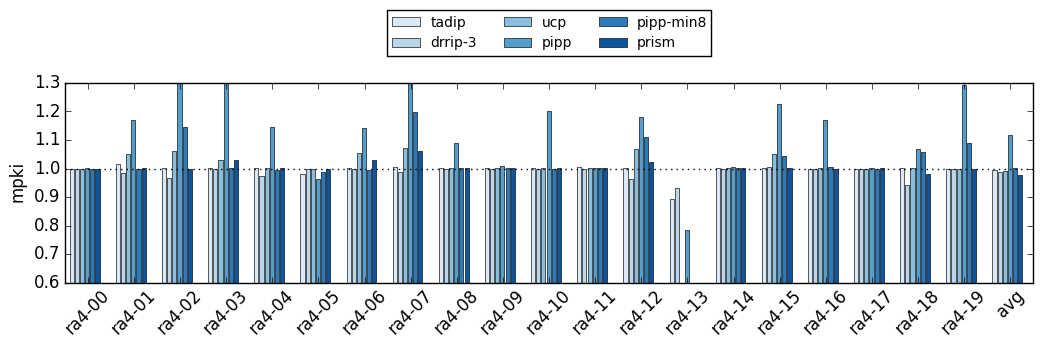 tadip ucp pipp-min8
drrip-3 pipp prism
1.3
1.2
1.1
1.0
0.9
0.8
0.7
0.6
mpki
ra4-00 ra4-01 ra4-02 ra4-03 ra4-04 ra4-05 ra4-06 ra4-07 ra4-08 ra4-09 ra4-10 ra4-11 ra4-12 ra4-13 ra4-14 ra4-15 ra4-16 ra4-17 ra4-18 ra4-19 avg